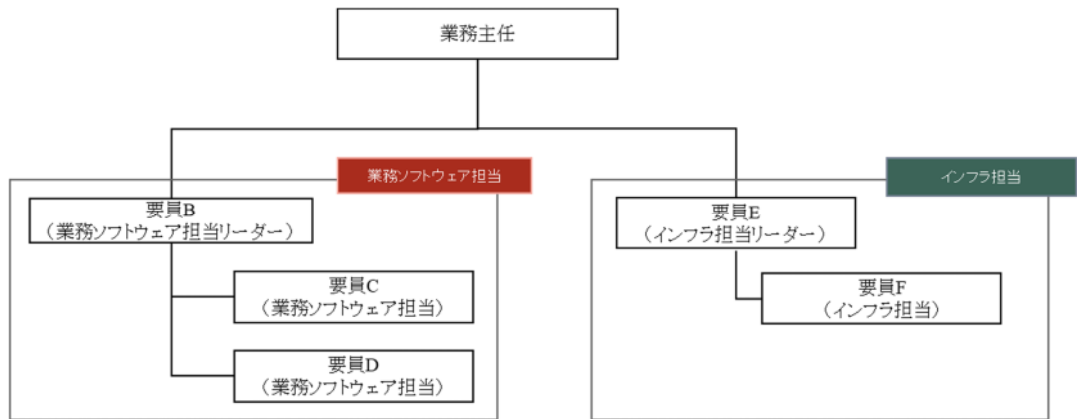 業務主任
業務ソフトウェア担当
要員B
（業務ソフトウェア担当リーダー）
要員C
（業務ソフトウェア担当）
要員D
（業務ソフトウェア担当）
インフラ担当
要員E
（インフラ担当リーダー）
要員F
（インフラ担当）